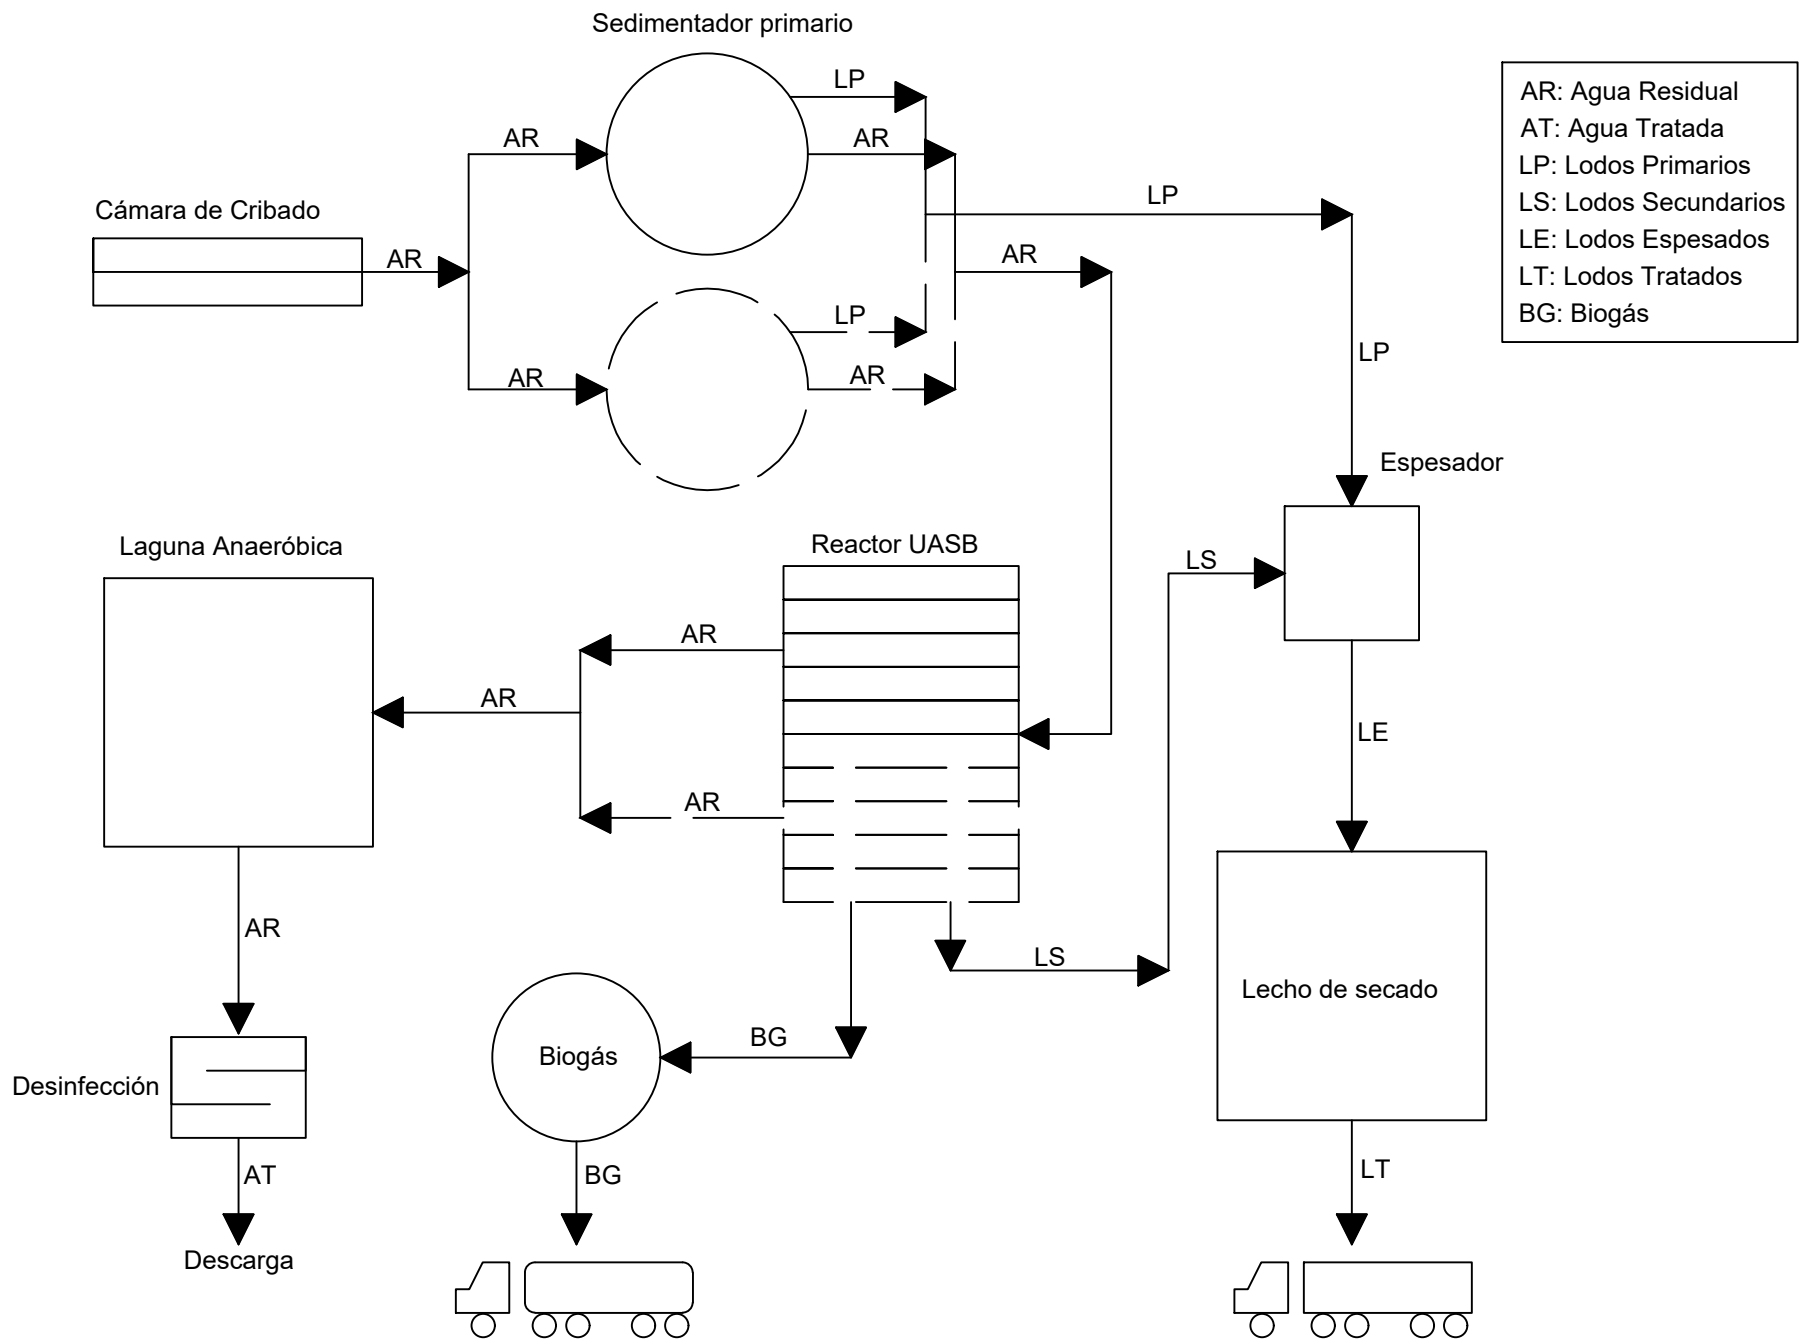 Sedimentador primario
LP
AR
AR
AR: Agua Residual
AT: Agua Tratada
LP: Lodos Primarios
LS: Lodos Secundarios
LE: Lodos Espesados
LT: Lodos Tratados
BG: Biogás
LP
Cámara de Cribado
AR
AR
LP
LP
AR
AR
Espesador
Laguna Anaeróbica
Reactor UASB
LS
AR
AR
LE
AR
AR
LS
Lecho de secado
BG
Biogás
Desinfección
AT
BG
LT
Descarga